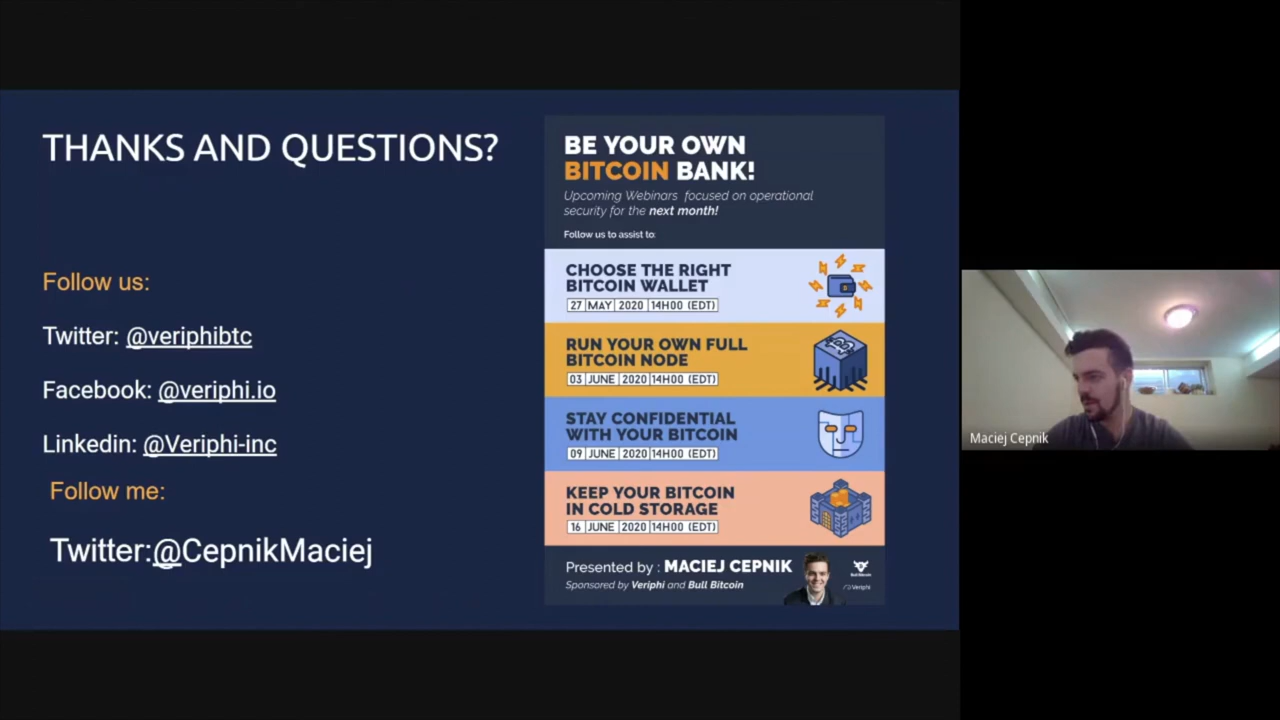 THANKS AND QUESTIONS?
Follow us:
Twitter: @veriphibtc
Facebook: @veriphi.io
Linkedin: @Veriphi-inc
Follow me:
Twitter:@CepnikMaciej
BE YOUR OWN
BITCOIN BANK!
Upcoming Webinars focused on operational
security for the next month!
Follow us to assist to:
CHOOSE THE RIGHT
BITCOIN WALLET
27 MAY 2020 14H00 (EDT)
RUN YOUR OWN FULL
BITCOIN NODE
03 JUNE 2020 14H00 (EDT)
STAY CONFIDENTIAL
WITH YOUR BITCOIN
09 JUNE 2020 14H00 (EDT)
KEEP YOUR BITCOIN
IN COLD STORAGE
16 JUNE 2020 14H00 (EDT)
Presented by : MACIEJ CEPNIK
Sponsored by Veriphi and Bull Bitcoin
Bull Bitcoin
Veriphi
Maciej Cepnik